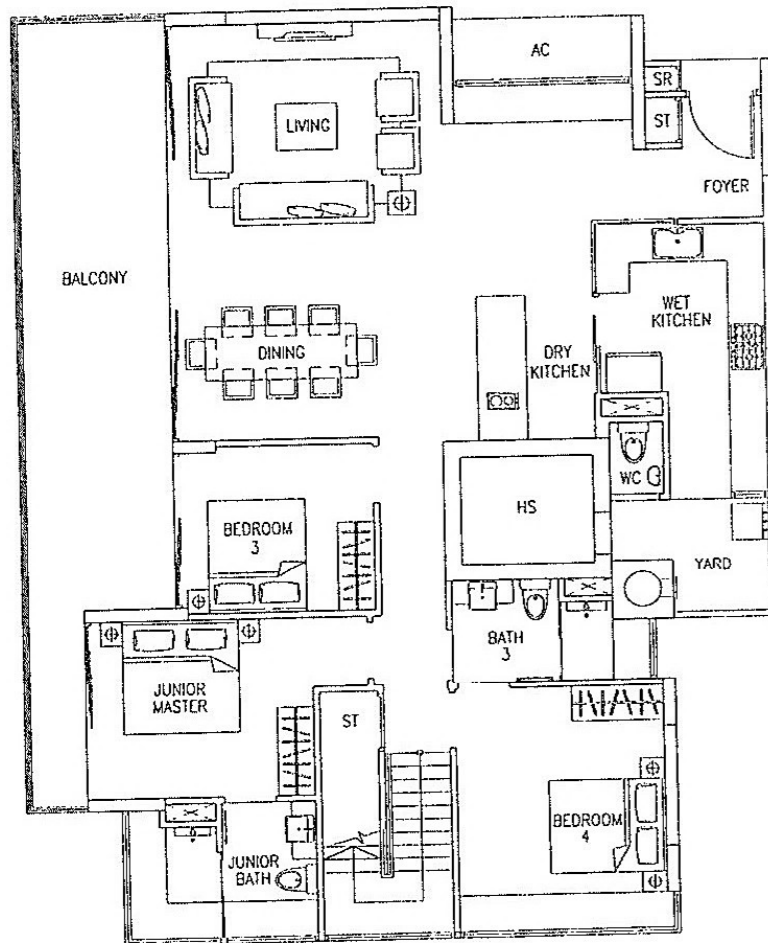 AC
SR
ST
LIVING
FOYER
BALCONY
WET
KITCHEN
DINING
DRY
KITCHEN
WC
HS
BEDROOM
3
YARD
BATH
3
JUNIOR
MASTER
ST
BEDROOM
4
JUNIOR
BATH